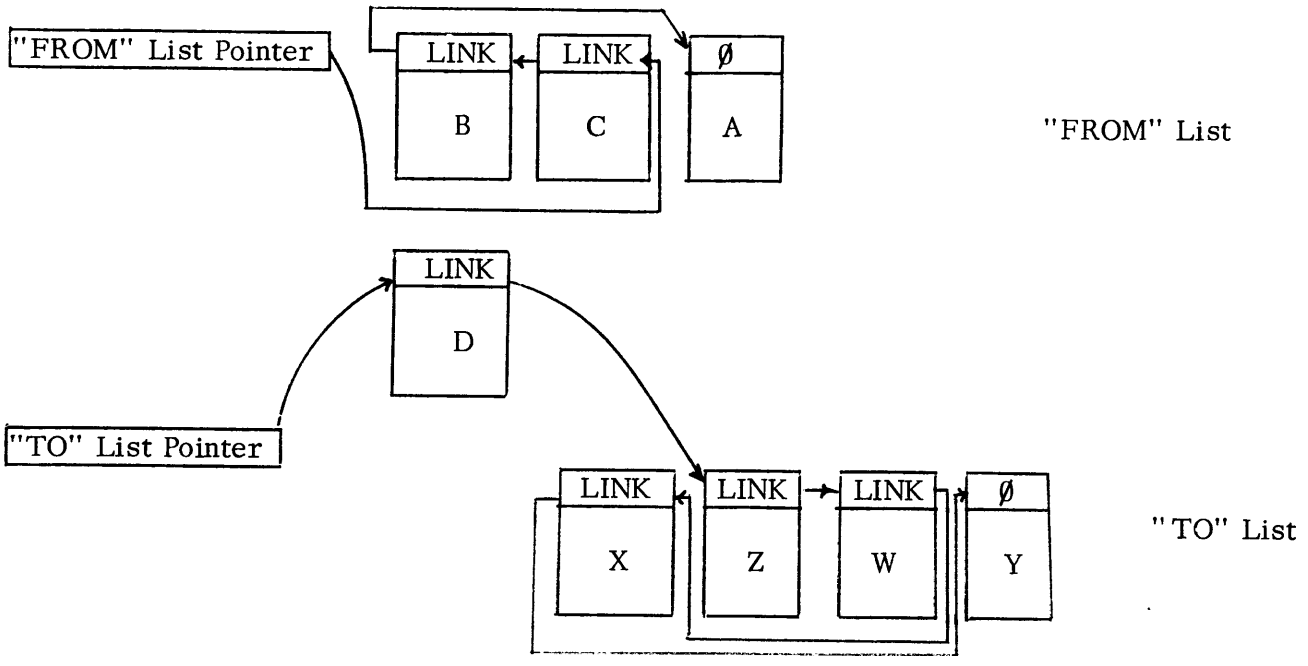 "FROM" List Pointer
LINK LINK Ø
B C A
"FROM" List
LINK
D
"TO" List Pointer
LINK LINK LINK Ø
X Z W Y
"TO" List